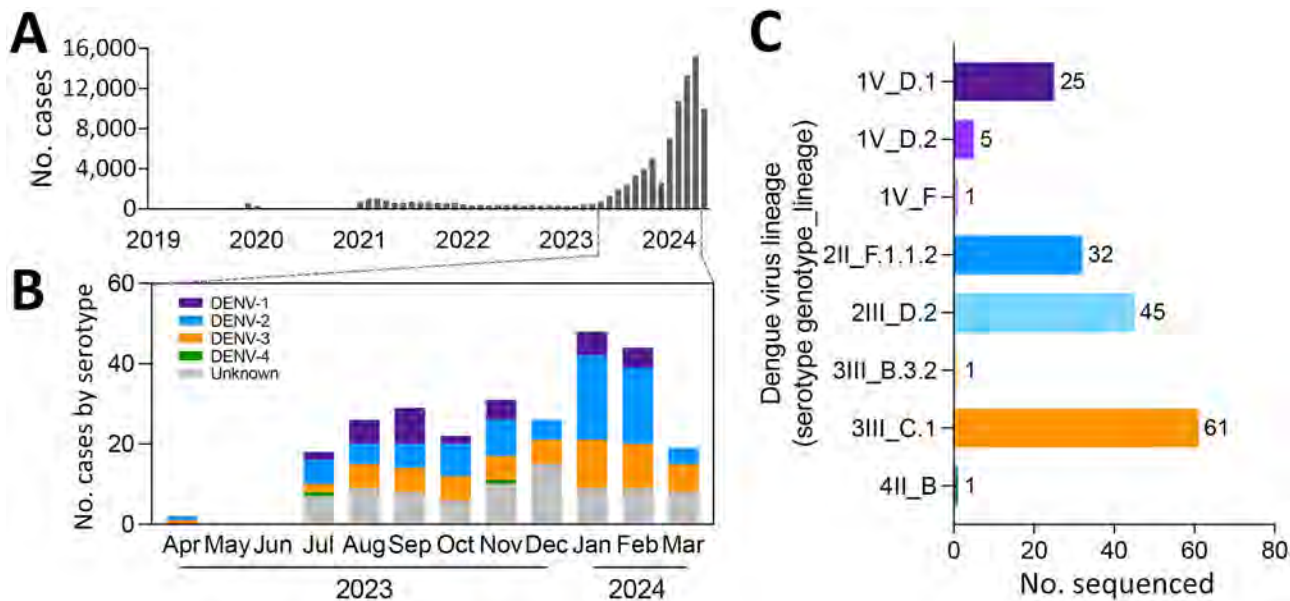 A
No. cases
16,000
12,000
8,000
4,000
0
2019 2020 2021 2022 2023 2024
B
No. cases by serotype
60
40
20
0
DENV-1
DENV-2
DENV-3
DENV-4
Unknown
Apr May Jun Jul Aug Sep Oct Nov Dec Jan Feb Mar
2023 2024
C
Dengue virus lineage
(serotype genotype_lineage)
1V_D.1 25
1V_D.2 5
1V_F 1
2II_F.1.1.2 32
2III_D.2 45
3III_B.3.2 1
3III_C.1 61
4II_B 1
0 20 40 60 80
No. sequenced